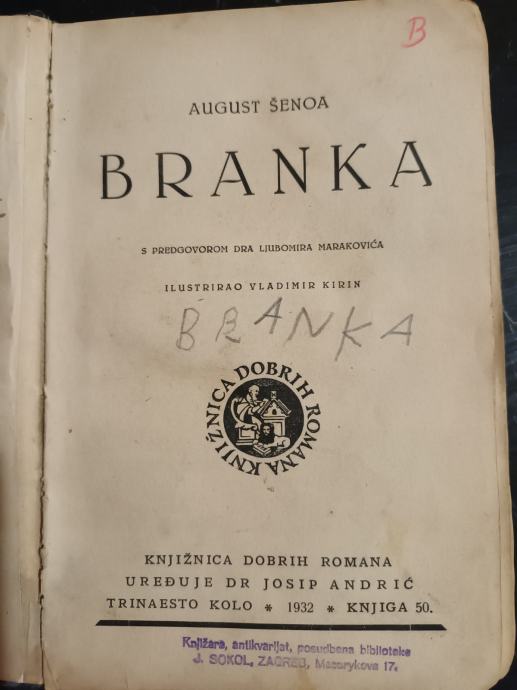 B
AUGUST ŠENOA
BRANKA
S PREDGOVOROM DRA LJUBOMIRA MARAKOVIĆA
ILUSTRIRAO VLADIMIR KIRIN
BRANKA
KNJIŽNICA DOBRIH ROMANA
KNJIŽNICA DOBRIH ROMANA
UREĐUJE DR JOSIP ANDRIĆ
TRINAESTO KOLO * 1932 * KNJIGA 50.
Knjižara, antikvarijat, posudbena biblioteka
J. SOKOL, ZAGREB, Masarykova 17.